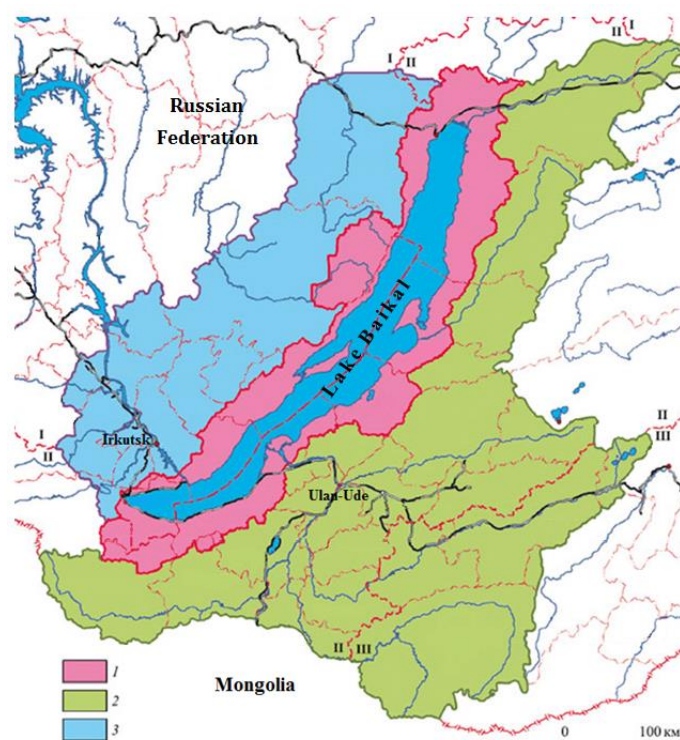 I
II
II
I
Russian
Federation
Lake Baikal
Irkutsk
I
II
II
III
Ulan-Ude
II
III
1
2
3
Mongolia
0
100 км